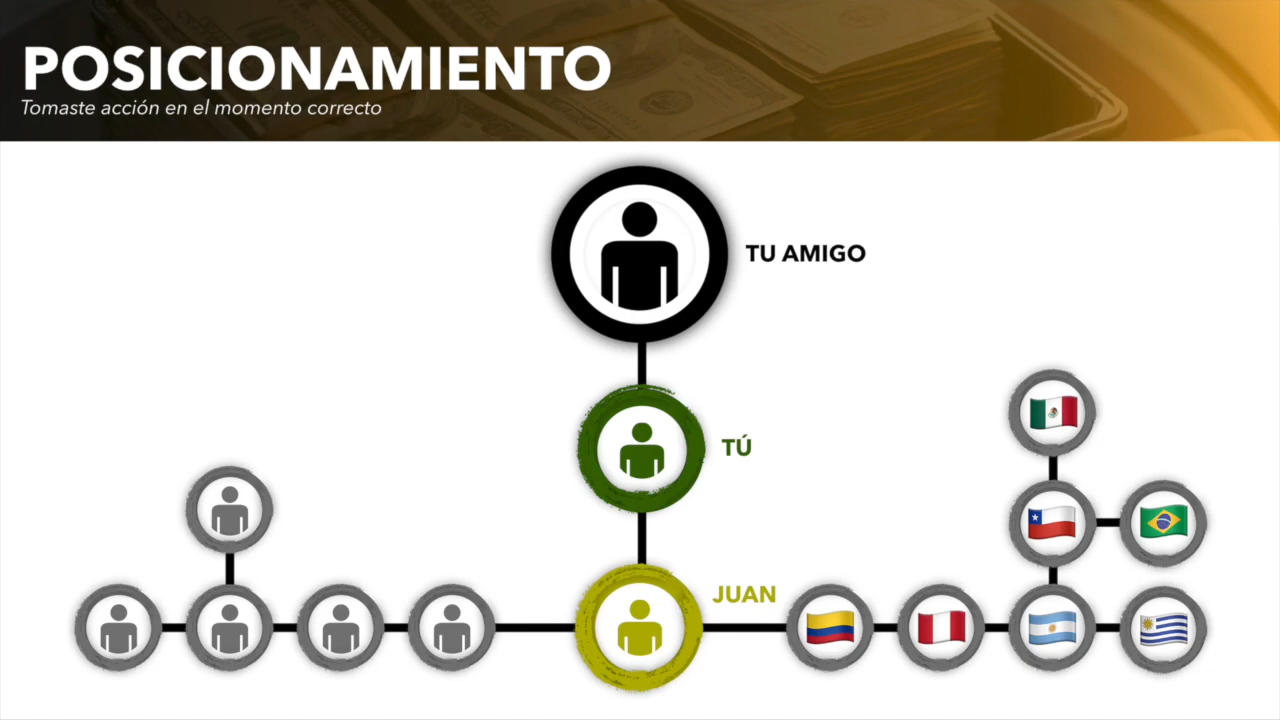 POSICIONAMIENTO
Tomaste acción en el momento correcto
TU AMIGO
TÚ
JUAN